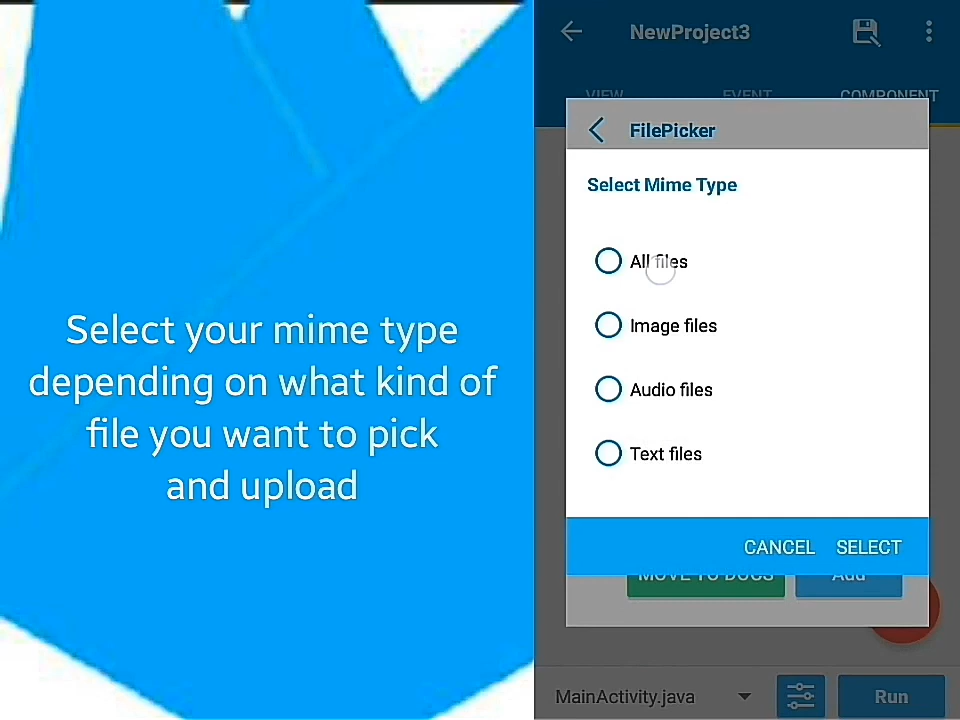 Select your mime type
depending on what kind of
file you want to pick
and upload
NewProject3
VIEW EVENT COMPONENT
FilePicker
Select Mime Type
All files
Image files
Audio files
Text files
CANCEL SELECT
MOVE TO DOCS Add
MainActivity.java Run